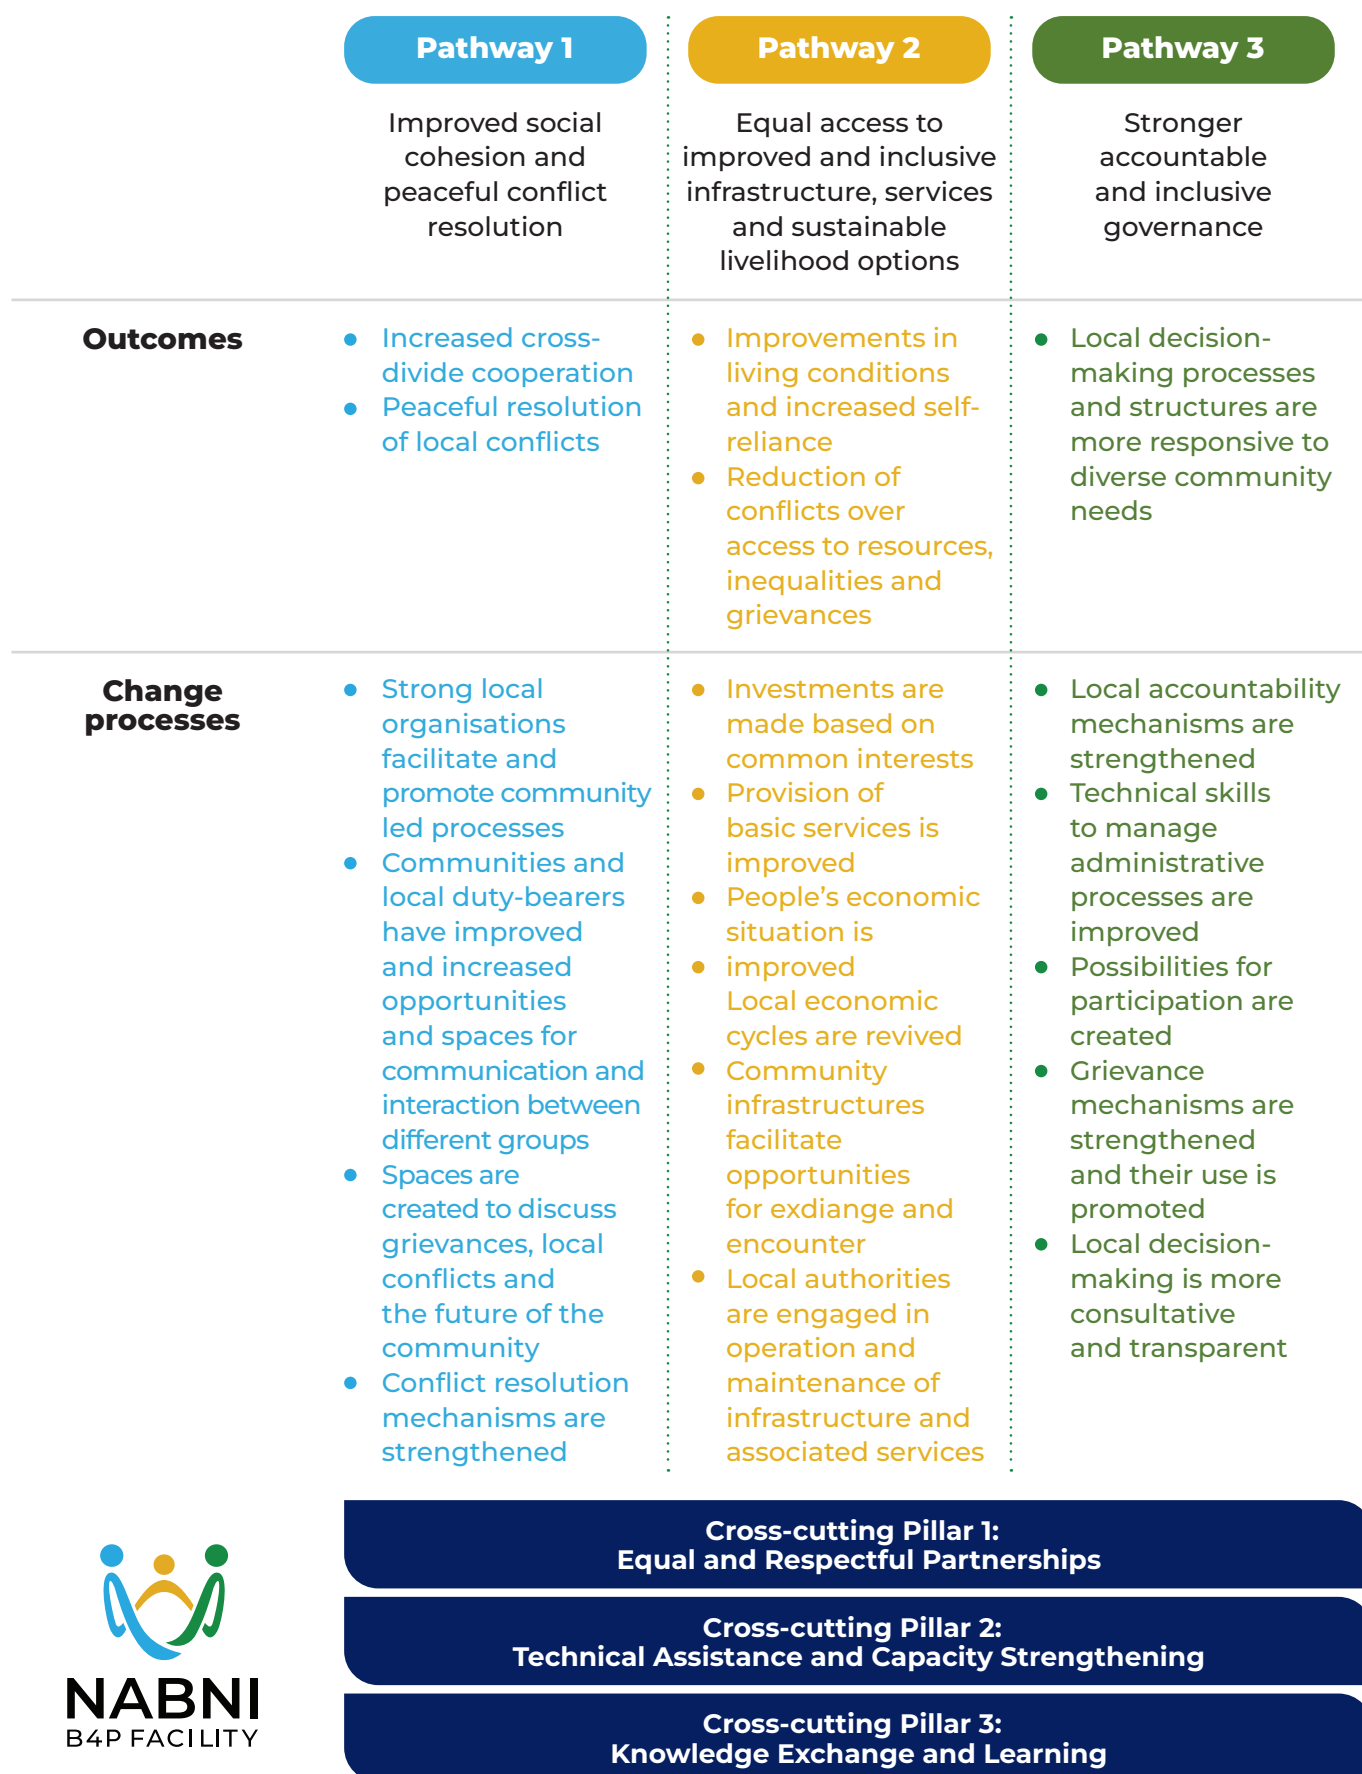 Pathway 1
Pathway 2
Pathway 3
Improved social
cohesion and
peaceful conflict
resolution
Equal access to
improved and inclusive
infrastructure, services
and sustainable
livelihood options
Stronger
accountable
and inclusive
governance
Outcomes
Increased cross-
divide cooperation
Peaceful resolution
of local conflicts
Improvements in
living conditions
and increased self-
reliance
Reduction of
conflicts over
access to resources,
inequalities and
grievances
Local decision-
making processes
and structures are
more responsive to
diverse community
needs
Change
processes
Strong local
organisations
facilitate and
promote community
led processes
Communities and
local duty-bearers
have improved
and increased
opportunities
and spaces for
communication and
interaction between
different groups
Spaces are
created to discuss
grievances, local
conflicts and
the future of the
community
Conflict resolution
mechanisms are
strengthened
Investments are
made based on
common interests
Provision of
basic services is
improved
People’s economic
situation is
improved
Local economic
cycles are revived
Community
infrastructures
facilitate
opportunities
for exdiange and
encounter
Local authorities
are engaged in
operation and
maintenance of
infrastructure and
associated services
Local accountability
mechanisms are
strengthened
Technical skills
to manage
administrative
processes are
improved
Possibilities for
participation are
created
Grievance
mechanisms are
strengthened
and their use is
promoted
Local decision-
making is more
consultative
and transparent
Cross-cutting Pillar 1:
Equal and Respectful Partnerships
Cross-cutting Pillar 2:
Technical Assistance and Capacity Strengthening
Cross-cutting Pillar 3:
Knowledge Exchange and Learning
NABNI
B4P FACILITY